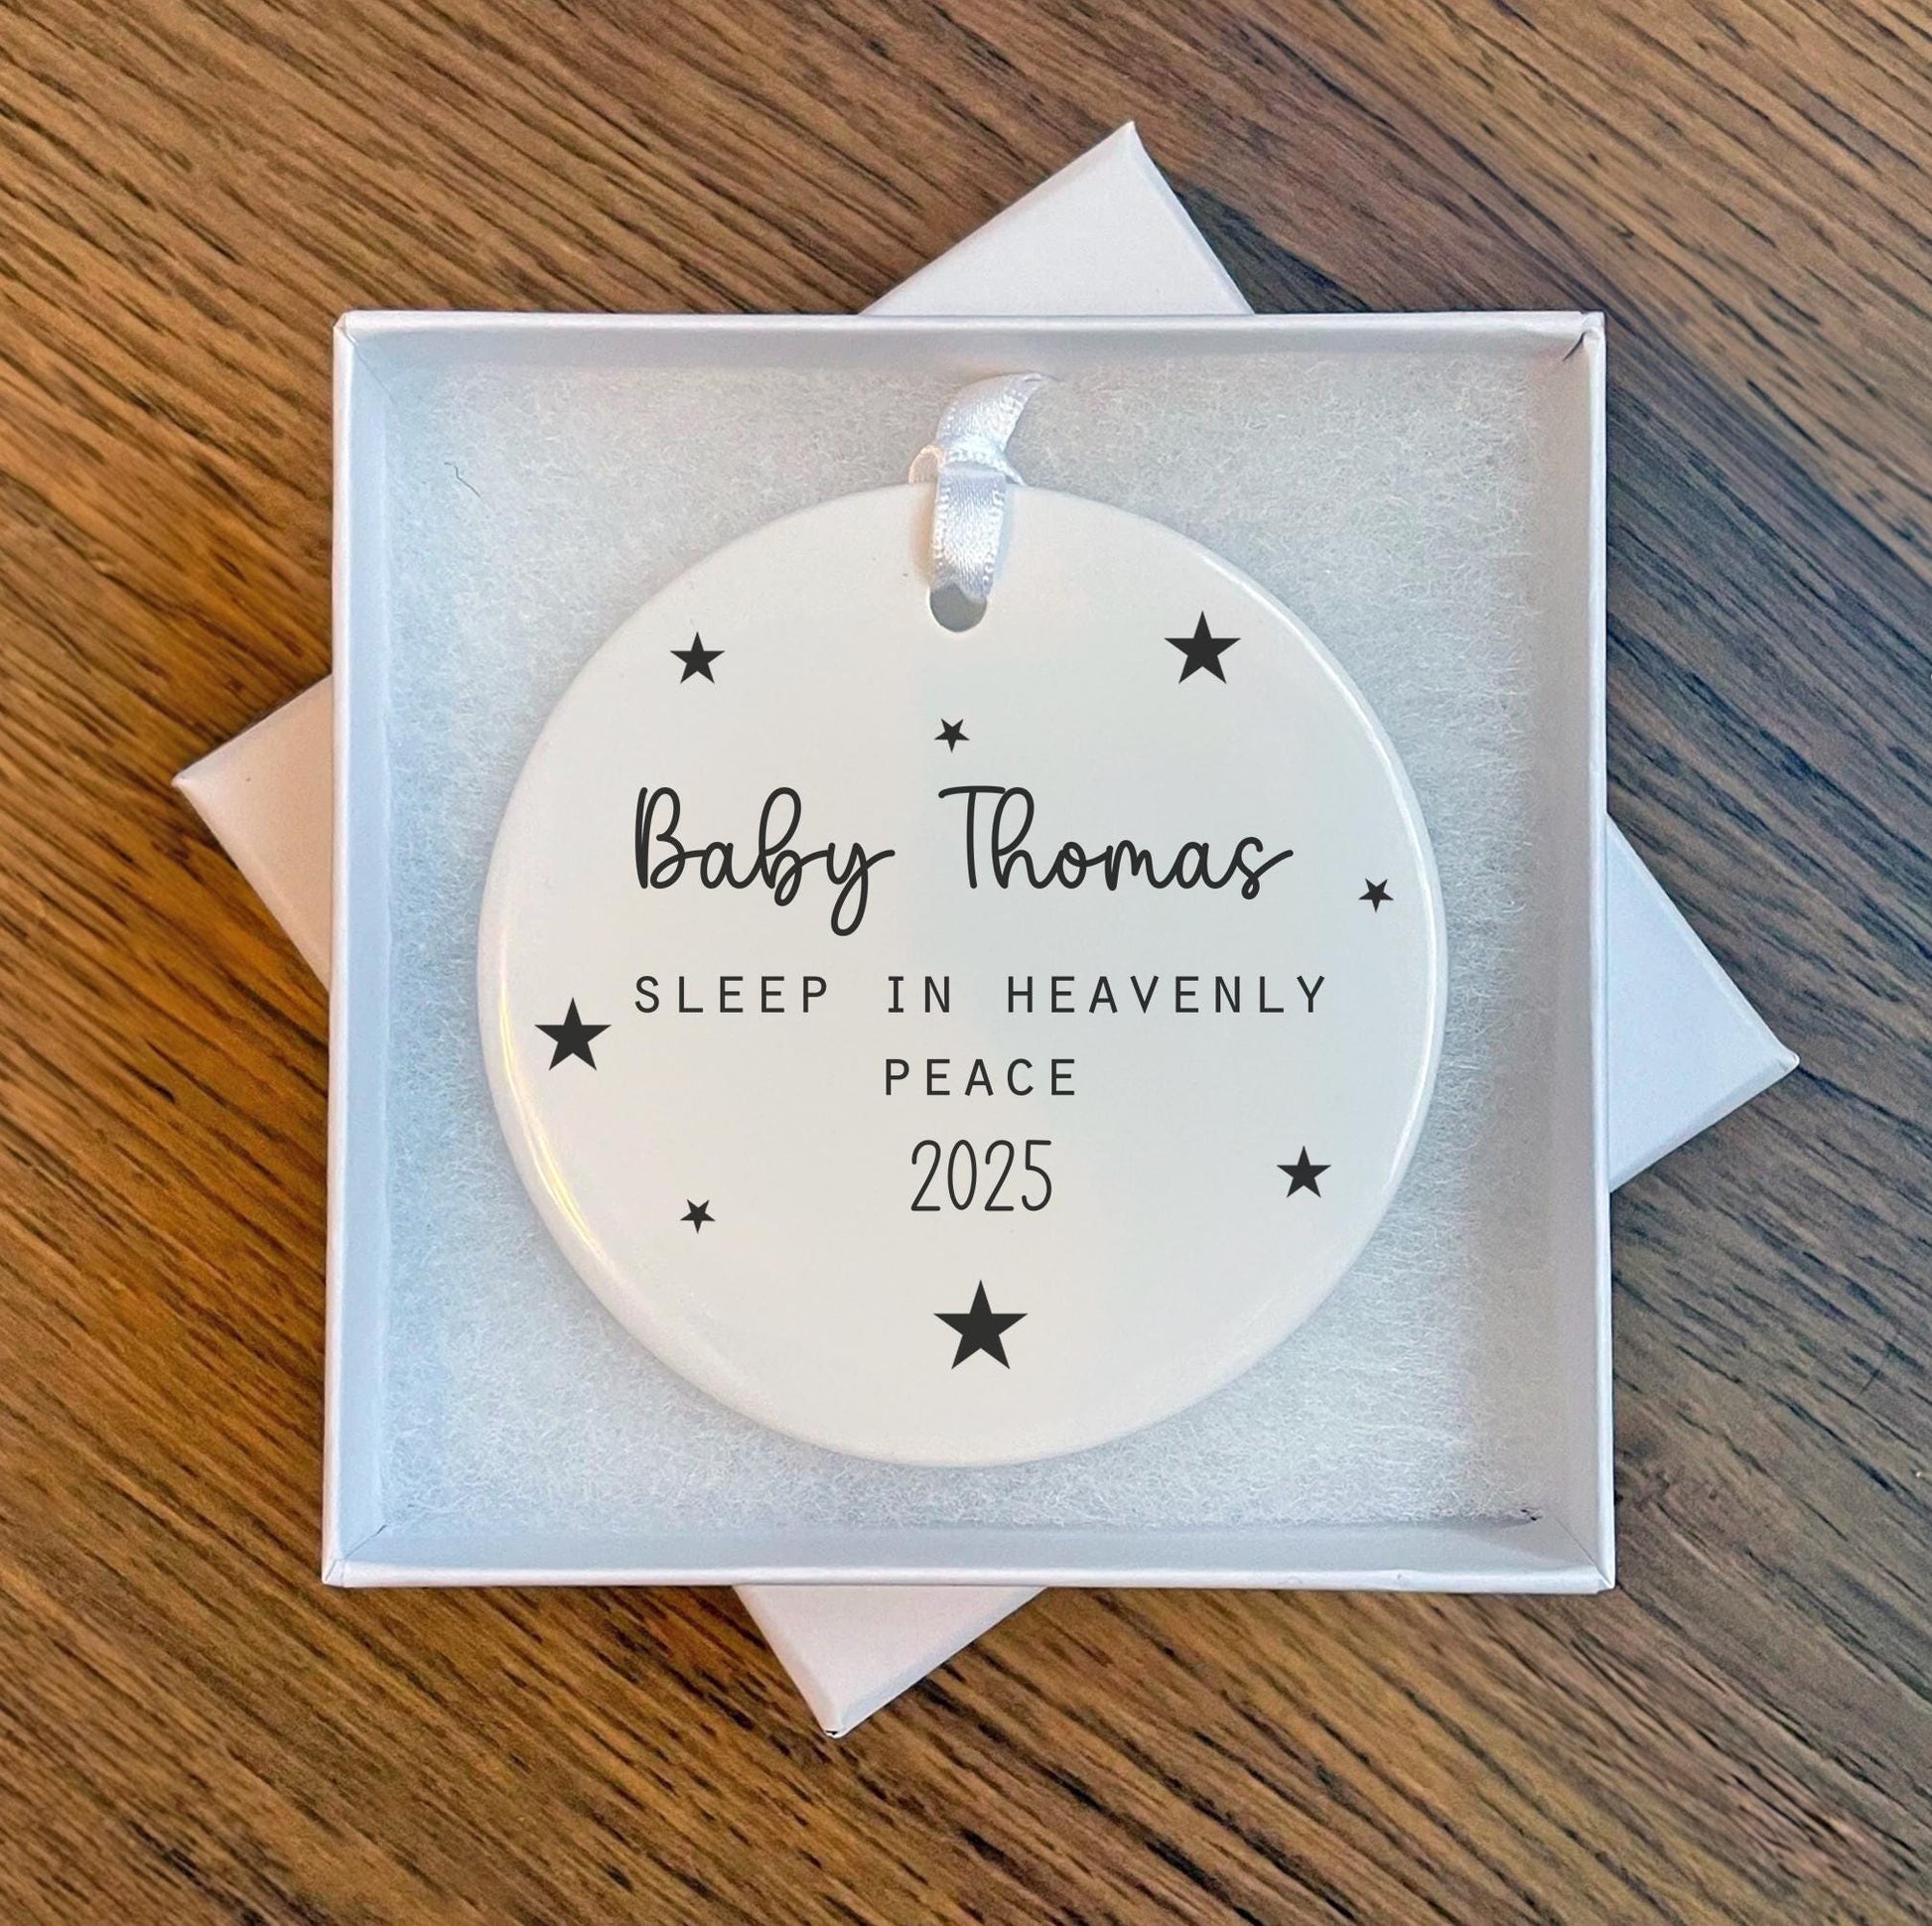 Baby Thomas
SLEEP IN HEAVENLY
PEACE
2025